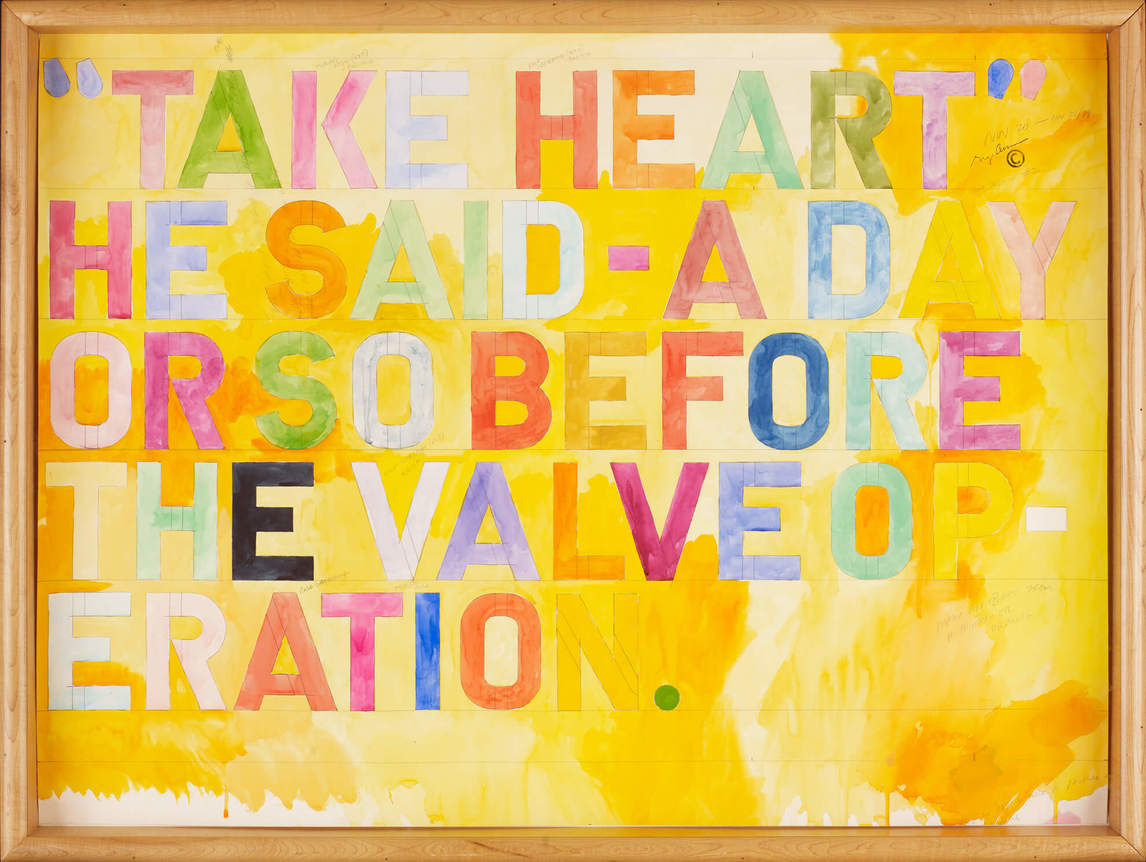 "TAKE HEART"
HE SAID - A DAY
OR SO BEFORE
THE VALVE OP-
ERATION.
©